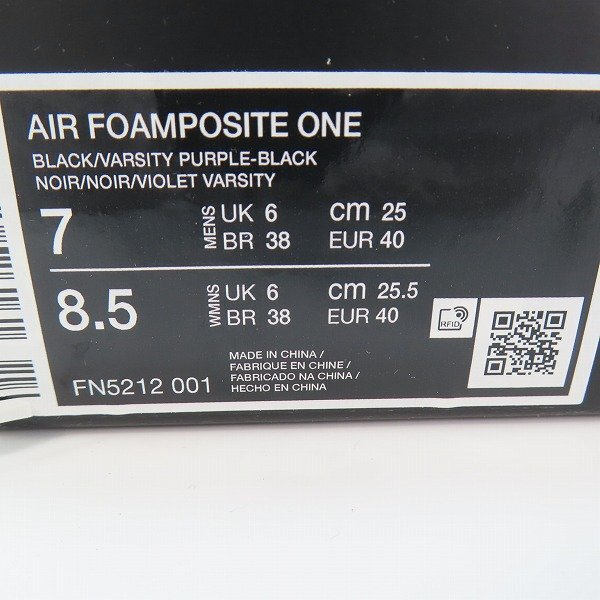 AIR FOAMPOSITE ONE
BLACK/VARSITY PURPLE-BLACK
NOIR/NOIR/VIOLET VARSITY
7 MENS UK 6 cm 25
BR 38 EUR 40
8.5 WMNS UK 6 cm 25.5
BR 38 EUR 40
RFID
FN5212 001
MADE IN CHINA /
FABRIQUE EN CHINE /
FABRICADO NA CHINA /
HECHO EN CHINA